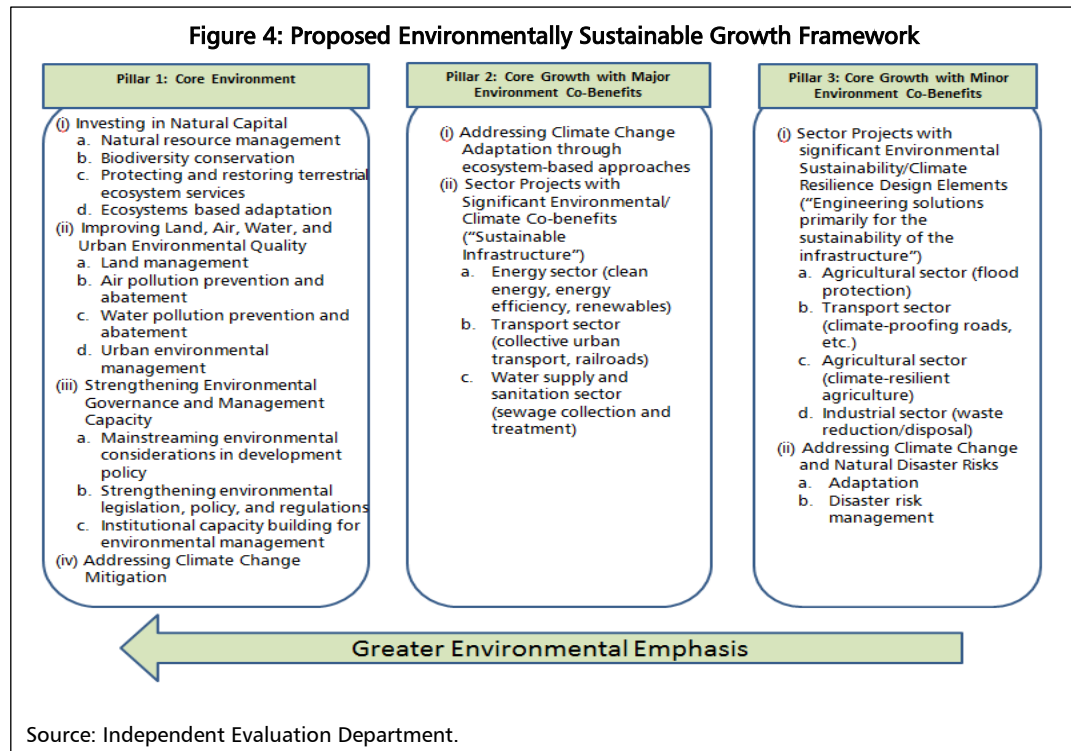 Figure 4: Proposed Environmentally Sustainable Growth Framework
Pillar 1: Core Environment
(i) Investing in Natural Capital
a. Natural resource management
b. Biodiversity conservation
c. Protecting and restoring terrestrial
ecosystem services
d. Ecosystems based adaptation
(ii) Improving Land, Air, Water, and
Urban Environmental Quality
a. Land management
b. Air pollution prevention and
abatement
c. Water pollution prevention and
abatement
d. Urban environmental
management
(iii) Strengthening Environmental
Governance and Management
Capacity
a. Mainstreaming environmental
considerations in development
policy
b. Strengthening environmental
legislation, policy, and regulations
c. Institutional capacity building for
environmental management
(iv) Addressing Climate Change
Mitigation
Pillar 2: Core Growth with Major
Environment Co-Benefits
(i) Addressing Climate Change
Adaptation through
ecosystem-based approaches
(ii) Sector Projects with
Significant Environmental/
Climate Co-benefits
("Sustainable
Infrastructure")
a. Energy sector (clean
energy, energy
efficiency, renewables)
b. Transport sector
(collective urban
transport, railroads)
c. Water supply and
sanitation sector
(sewage collection and
treatment)
Pillar 3: Core Growth with Minor
Environment Co-Benefits
(i) Sector Projects with
significant Environmental
Sustainability/Climate
Resilience Design Elements
("Engineering solutions
primarily for the
sustainability of the
infrastructure")
a. Agricultural sector (flood
protection)
b. Transport sector
(climate-proofing roads,
etc.)
c. Agricultural sector
(climate-resilient
agriculture)
d. Industrial sector (waste
reduction/disposal)
(ii) Addressing Climate Change
and Natural Disaster Risks
a. Adaptation
b. Disaster risk
management
Greater Environmental Emphasis
Source: Independent Evaluation Department.